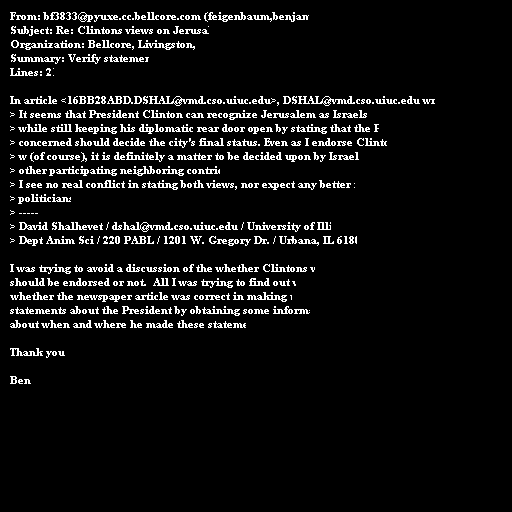 From: bf3833@pyuxe.cc.bellcore.com (feigenbaum,benjam
Subject: Re: Clintons views on Jerusa
Organization: Bellcore, Livingston,
Summary: Verify statemen
Lines: 2

In article <16BB28ABD.DSHAL@vmd.cso.uiuc.edu>, DSHAL@vmd.cso.uiuc.edu wr
> It seems that President Clinton can recognize Jerusalem as Israels
> while still keeping his diplomatic rear door open by stating that the P
> concerned should decide the city's final status. Even as I endorse Clinto
> w (of course), it is definitely a matter to be decided upon by Israel
> other participating neighboring contrie
> I see no real conflict in stating both views, nor expect any better
> politicians
> -----
> David Shalhevet / dshal@vmd.cso.uiuc.edu / University of Illi
> Dept Anim Sci / 220 PABL / 1201 W. Gregory Dr. / Urbana, IL 6180

I was trying to avoid a discussion of the whether Clintons v
should be endorsed or not.  All I was trying to find out w
whether the newspaper article was correct in making
statements about the President by obtaining some inform
about when and where he made these stateme

Thank you

Ben